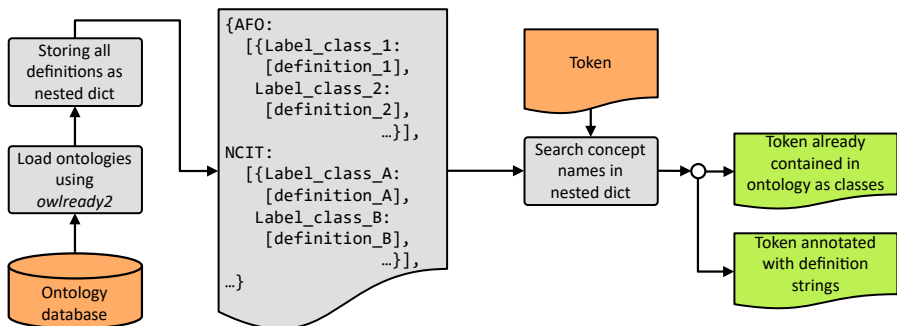 Storing all
definitions as
nested dict
Load ontologies
using
owlready2
Ontology
database
{AFO:
[{Label_class_1:
[definition_1],
Label_class_2:
[definition_2],
…}],
NCIT:
[{Label_class_A:
[definition_A],
Label_class_B:
[definition_B],
…}],
…}
Token
Search concept
names in
nested dict
Token already
contained in
ontology as classes
Token annotated
with definition
strings